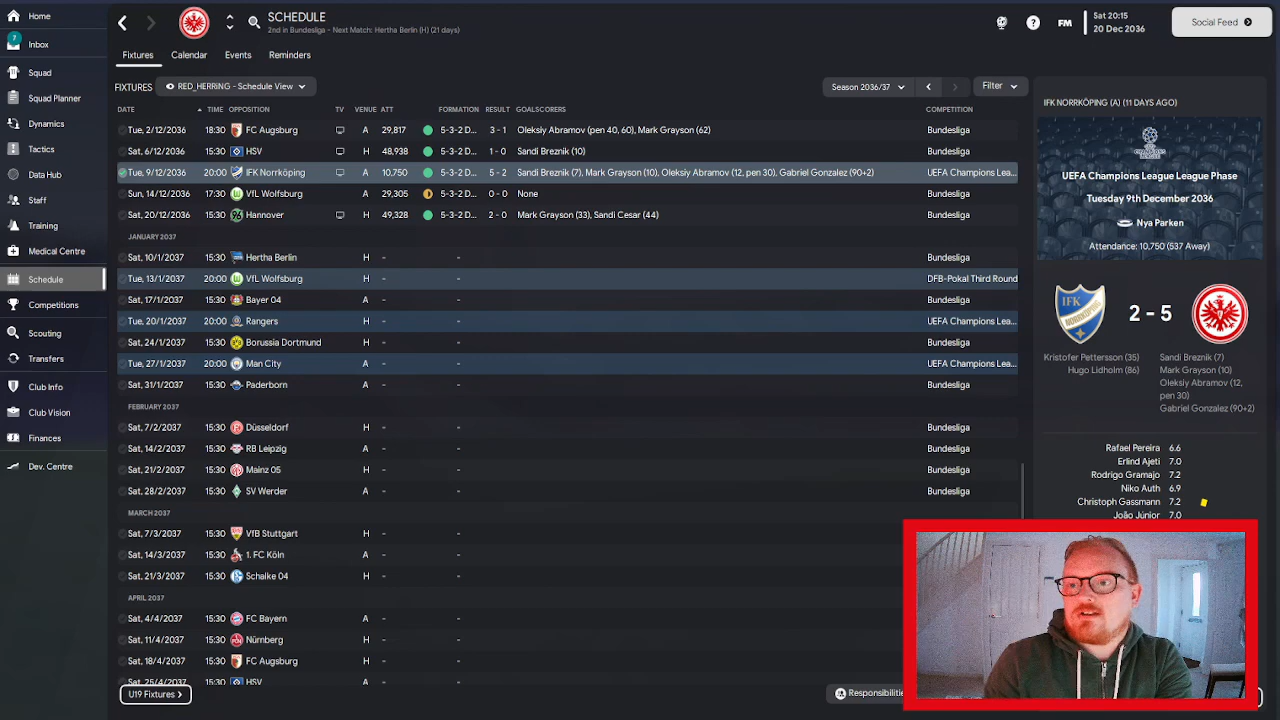 Home
Inbox
7
Squad
Squad Planner
Dynamics
Tactics
Data Hub
Staff
Training
Medical Centre
Schedule
Competitions
Scouting
Transfers
Club Info
Club Vision
Finances
Dev. Centre
SCHEDULE
2nd in Bundesliga - Next Match: Hertha Berlin (H) (21 days)
FM
Sat 20:15
20 Dec 2036
Social Feed
Fixtures Calendar Events Reminders
FIXTURES RED_HERRING - Schedule View Season 2036/37 Filter
DATE TIME OPPOSITION TV VENUE ATT FORMATION RESULT GOALSCORERS COMPETITION
Tue, 2/12/2036 18:30 FC Augsburg A 29,817 5-3-2 D... 3 - 1 Oleksiy Abramov (pen 40, 60), Mark Grayson (62) Bundesliga
Sat, 6/12/2036 15:30 HSV H 48,938 5-3-2 D... 1 - 0 Sandi Breznik (10) Bundesliga
Tue, 9/12/2036 20:00 IFK Norrköping A 10,750 5-3-2 D... 5 - 2 Sandi Breznik (7), Mark Grayson (10), Oleksiy Abramov (12, pen 30), Gabriel Gonzalez (90+2) UEFA Champions Lea...
Sun, 14/12/2036 17:30 VfL Wolfsburg A 29,305 5-3-2 D... 0 - 0 None Bundesliga
Sat, 20/12/2036 15:30 Hannover H 49,328 5-3-2 D... 2 - 0 Mark Grayson (33), Sandi Cesar (44) Bundesliga
JANUARY 2037
Sat, 10/1/2037 15:30 Hertha Berlin H - - Bundesliga
Tue, 13/1/2037 20:00 VfL Wolfsburg H - - DFB-Pokal Third Round
Sat, 17/1/2037 15:30 Bayer 04 A - - Bundesliga
Tue, 20/1/2037 20:00 Rangers H - - UEFA Champions Lea...
Sat, 24/1/2037 15:30 Borussia Dortmund H - - Bundesliga
Tue, 27/1/2037 20:00 Man City A - - UEFA Champions Lea...
Sat, 31/1/2037 15:30 Paderborn A - - Bundesliga
FEBRUARY 2037
Sat, 7/2/2037 15:30 Düsseldorf H - - Bundesliga
Sat, 14/2/2037 15:30 RB Leipzig A - - Bundesliga
Sat, 21/2/2037 15:30 Mainz 05 H - - Bundesliga
Sat, 28/2/2037 15:30 SV Werder A - - Bundesliga
MARCH 2037
Sat, 7/3/2037 15:30 VfB Stuttgart H - -
Sat, 14/3/2037 15:30 1. FC Köln A - -
Sat, 21/3/2037 15:30 Schalke 04 H - -
APRIL 2037
Sat, 4/4/2037 15:30 FC Bayern A - -
Sat, 11/4/2037 15:30 Nürnberg A - -
Sat, 18/4/2037 15:30 FC Augsburg H - -
Sat, 25/4/2037 15:30 HSV A - -
U19 Fixtures
Responsibilitie
IFK NORRKÖPING (A) (11 DAYS AGO)
UEFA Champions League League Phase
Tuesday 9th December 2036
Nya Parken
Attendance: 10,750 (537 Away)
IFK
NORRKÖPING
2 - 5
Kristofer Pettersson (35)
Hugo Lidholm (86)
Sandi Breznik (7)
Mark Grayson (10)
Oleksiy Abramov (12,
pen 30)
Gabriel Gonzalez (90+2)
Rafael Pereira 6.6
Erlind Ajeti 7.0
Rodrigo Gramajo 7.2
Niko Auth 6.9
Christoph Gassmann 7.2
João Júnior 7.0